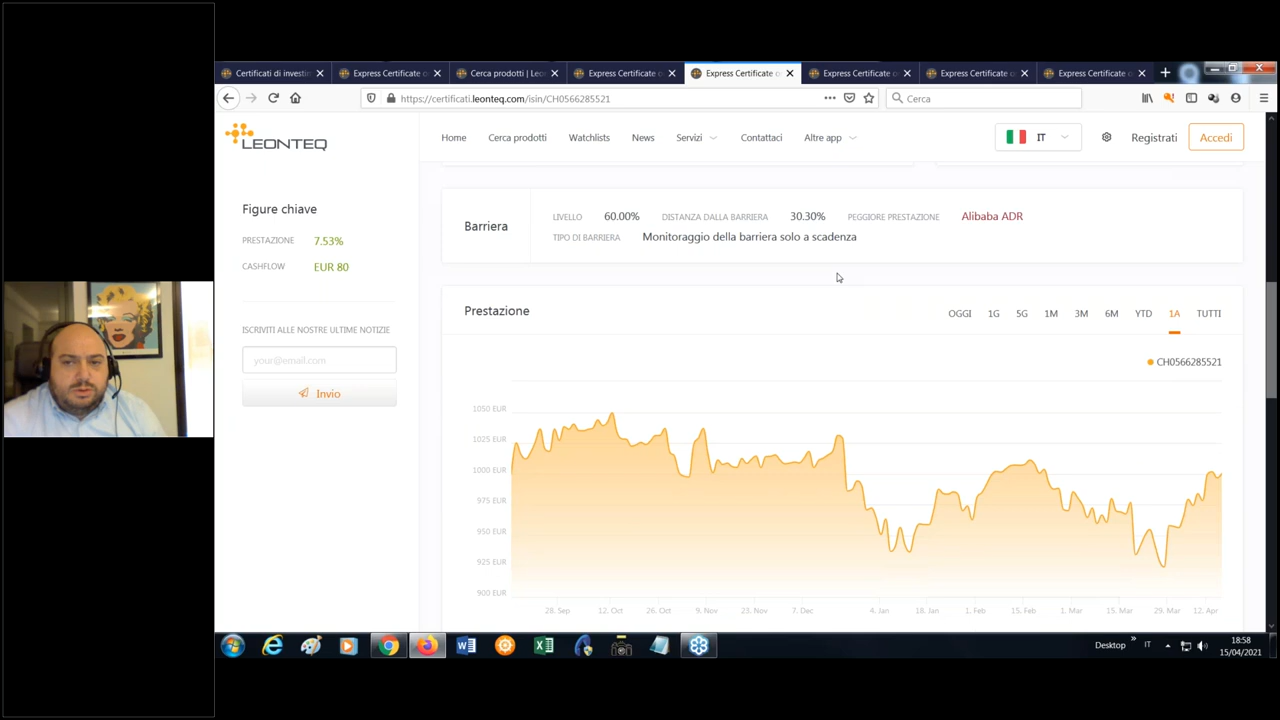 Certificati di investim
Express Certificate o
Cerca prodotti | Leon
Express Certificate o
Express Certificate o
Express Certificate o
Express Certificate o
Express Certificate o
https://certificati.leonteq.com/isin/CH0566285521
Cerca
LEONTEQ
Home
Cerca prodotti
Watchlists
News
Servizi
Contattaci
Altre app
IT
Registrati
Accedi
Figure chiave
PRESTAZIONE 7.53%
CASHFLOW EUR 80
ISCRIVITI ALLE NOSTRE ULTIME NOTIZIE
your@email.com
Invio
Barriera
LIVELLO 60.00% DISTANZA DALLA BARRIERA 30.30% PEGGIORE PRESTAZIONE Alibaba ADR
TIPO DI BARRIERA Monitoraggio della barriera solo a scadenza
Prestazione
OGGI 1G 5G 1M 3M 6M YTD 1A TUTTI
CH0566285521
1050 EUR
1025 EUR
1000 EUR
975 EUR
950 EUR
925 EUR
900 EUR
28. Sep 12. Oct 26. Oct 9. Nov 23. Nov 7. Dec 4. Jan 18. Jan 1. Feb 15. Feb 1. Mar 15. Mar 29. Mar 12. Apr
Desktop
IT
18:58
15/04/2021